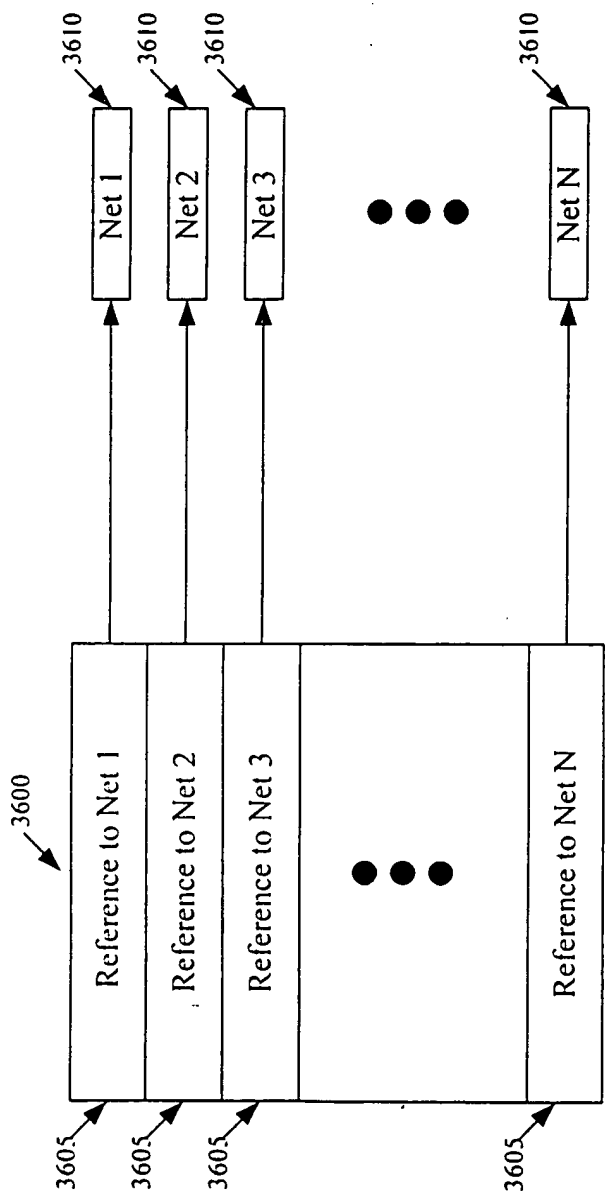 3600
3605
Reference to Net 1
Net 1
3610
3605
Reference to Net 2
Net 2
3610
3605
Reference to Net 3
Net 3
3610
3605
Reference to Net N
Net N
3610